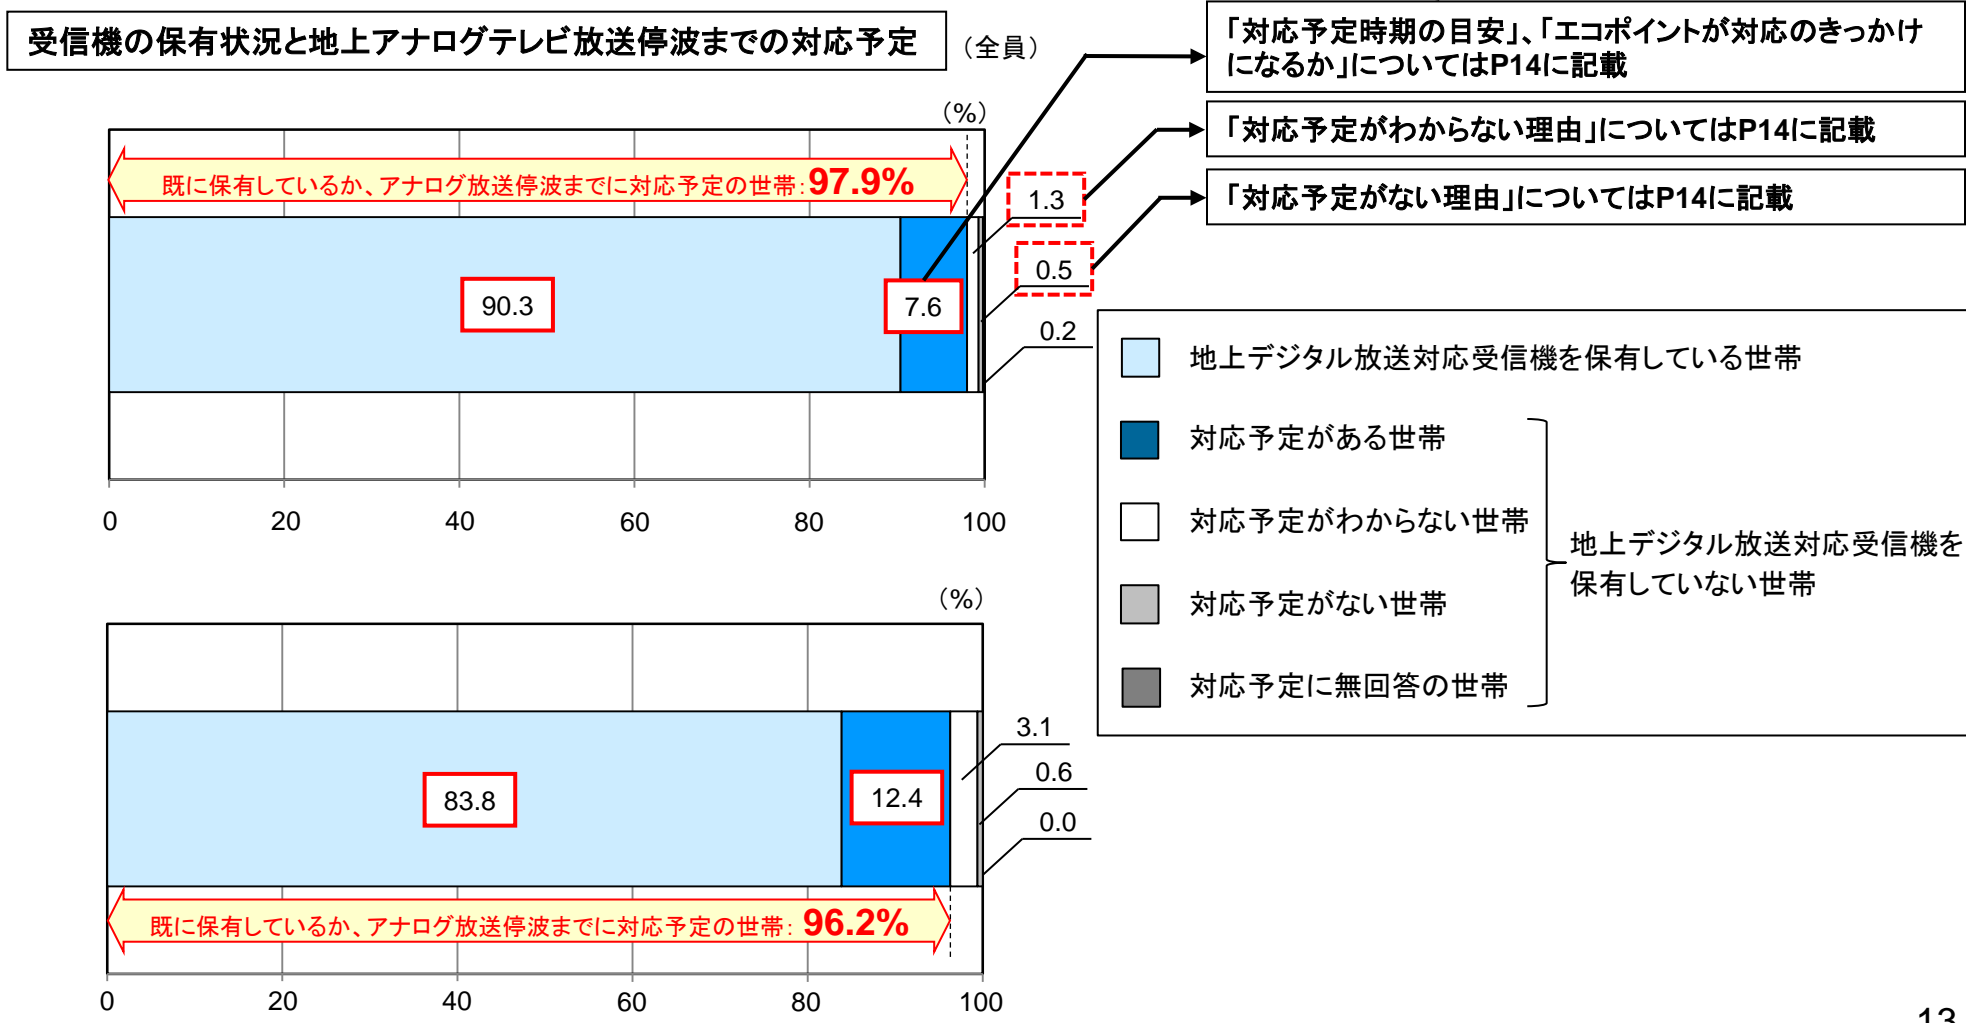 受信機の保有状況と地上アナログテレビ放送停波までの対応予定
（全員）
「対応予定時期の目安」、「エコポイントが対応のきっかけ
になるか」についてはP14に記載
「対応予定がわからない理由」についてはP14に記載
「対応予定がない理由」についてはP14に記載
（%）
既に保有しているか、アナログ放送停波までに対応予定の世帯：97.9%
90.3
7.6
1.3
0.5
0.2
0
20
40
60
80
100
地上デジタル放送対応受信機を保有している世帯
対応予定がある世帯
対応予定がわからない世帯
対応予定がない世帯
対応予定に無回答の世帯
地上デジタル放送対応受信機を
保有していない世帯
（%）
83.8
12.4
3.1
0.6
0.0
既に保有しているか、アナログ放送停波までに対応予定の世帯：96.2%
0
20
40
60
80
100
13